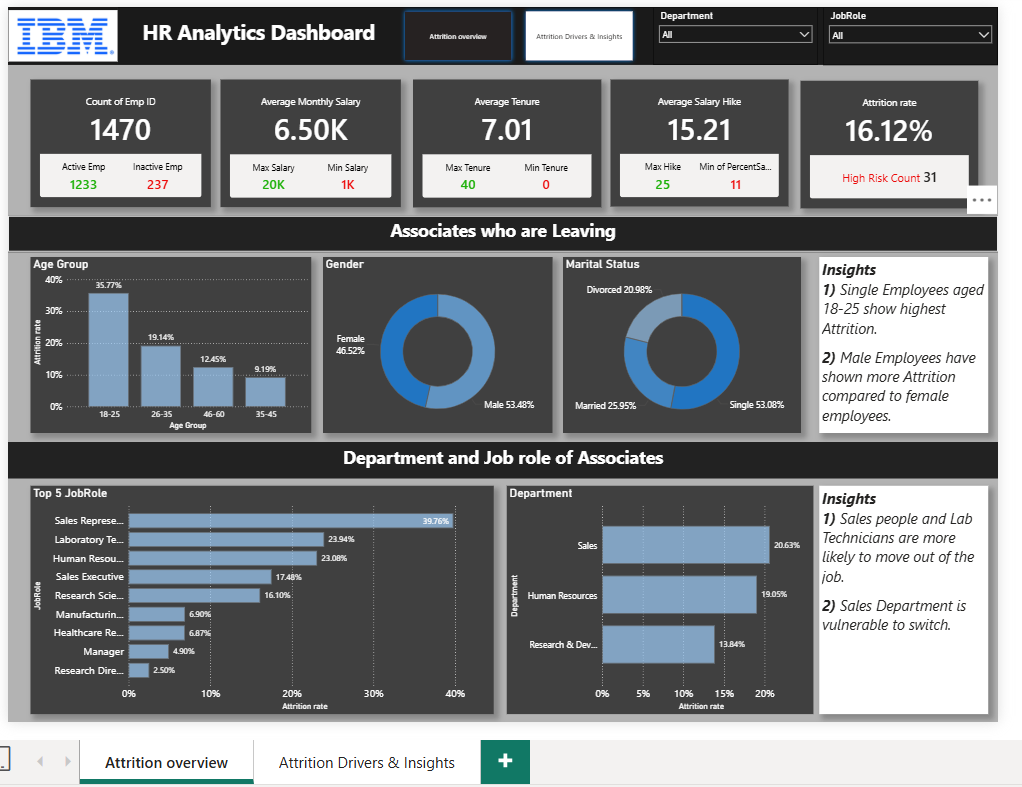 IBM
HR Analytics Dashboard
Attrition overview
Attrition Drivers & Insights
Department
All
JobRole
All
Count of Emp ID
1470
Active Emp
Inactive Emp
1233
237
Average Monthly Salary
6.50K
Max Salary
Min Salary
20K
1K
Average Tenure
7.01
Max Tenure
Min Tenure
40
0
Average Salary Hike
15.21
Max Hike
Min of PercentSa...
25
11
Attrition rate
16.12%
High Risk Count 31
Associates who are Leaving
Age Group
40%
30%
20%
10%
0%
Attrition rate
35.77%
19.14%
12.45%
9.19%
18-25
26-35
46-60
35-45
Age Group
Gender
Female
46.52%
Male 53.48%
Marital Status
Divorced 20.98%
Married 25.95%
Single 53.08%
Insights
1) Single Employees aged
18-25 show highest
Attrition.
2) Male Employees have
shown more Attrition
compared to female
employees.
Department and Job role of Associates
Top 5 JobRole
JobRole
Sales Represe...
39.76%
Laboratory Te...
23.94%
Human Resou...
23.08%
Sales Executive
17.48%
Research Scie...
16.10%
Manufacturin...
6.90%
Healthcare Re...
6.87%
Manager
4.90%
Research Dire...
2.50%
0%
10%
20%
30%
40%
Attrition rate
Department
Department
Sales
20.63%
Human Resources
19.05%
Research & Dev...
13.84%
0%
5%
10%
15%
20%
Attrition rate
Insights
1) Sales people and Lab
Technicians are more
likely to move out of the
job.
2) Sales Department is
vulnerable to switch.
Attrition overview
Attrition Drivers & Insights